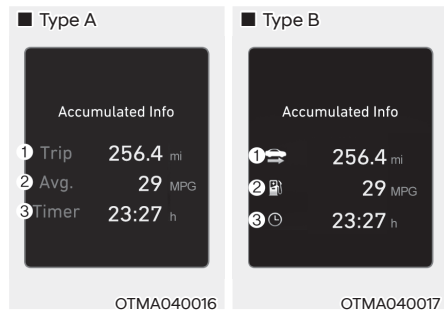 ■ Type A
Accumulated Info
① Trip 256.4 mi
② Avg. 29 MPG
③ Timer 23:27 h
OTMA040016
■ Type B
Accumulated Info
① 256.4 mi
② 29 MPG
③ 23:27 h
OTMA040017